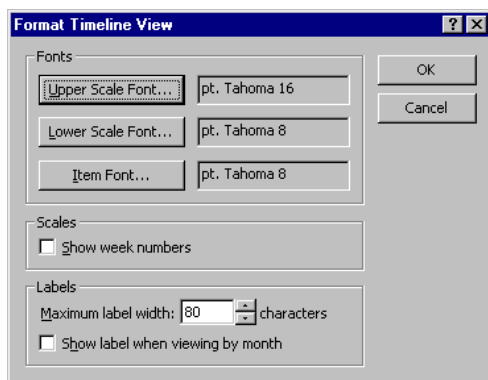 Format Timeline View
Fonts
Upper Scale Font... pt. Tahoma 16
OK
Lower Scale Font... pt. Tahoma 8
Cancel
Item Font... pt. Tahoma 8
Scales
Show week numbers
Labels
Maximum label width: 80 characters
Show label when viewing by month